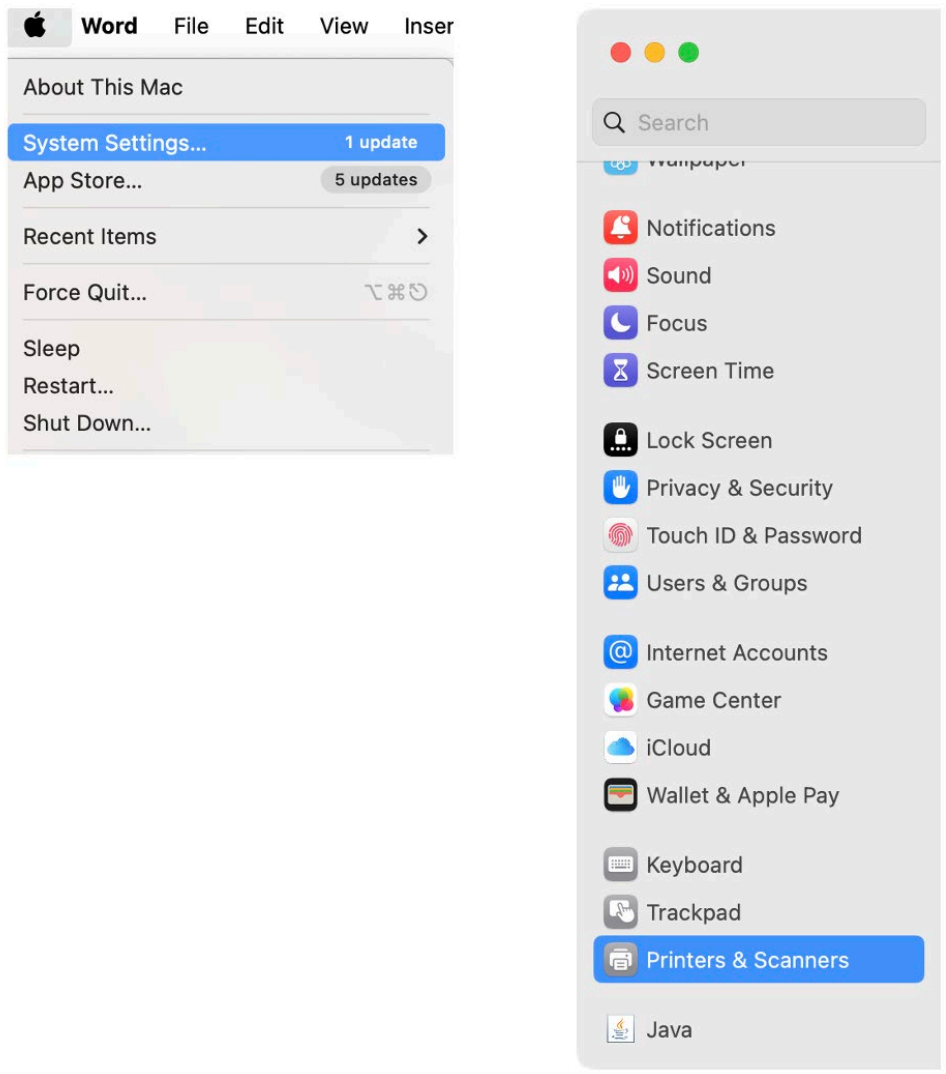 Word File Edit View Inser
About This Mac
System Settings... 1 update
App Store... 5 updates
Recent Items
Force Quit... ⌥⌘⎋
Sleep
Restart...
Shut Down...
Search
Wallpaper
Notifications
Sound
Focus
Screen Time
Lock Screen
Privacy & Security
Touch ID & Password
Users & Groups
Internet Accounts
Game Center
iCloud
Wallet & Apple Pay
Keyboard
Trackpad
Printers & Scanners
Java